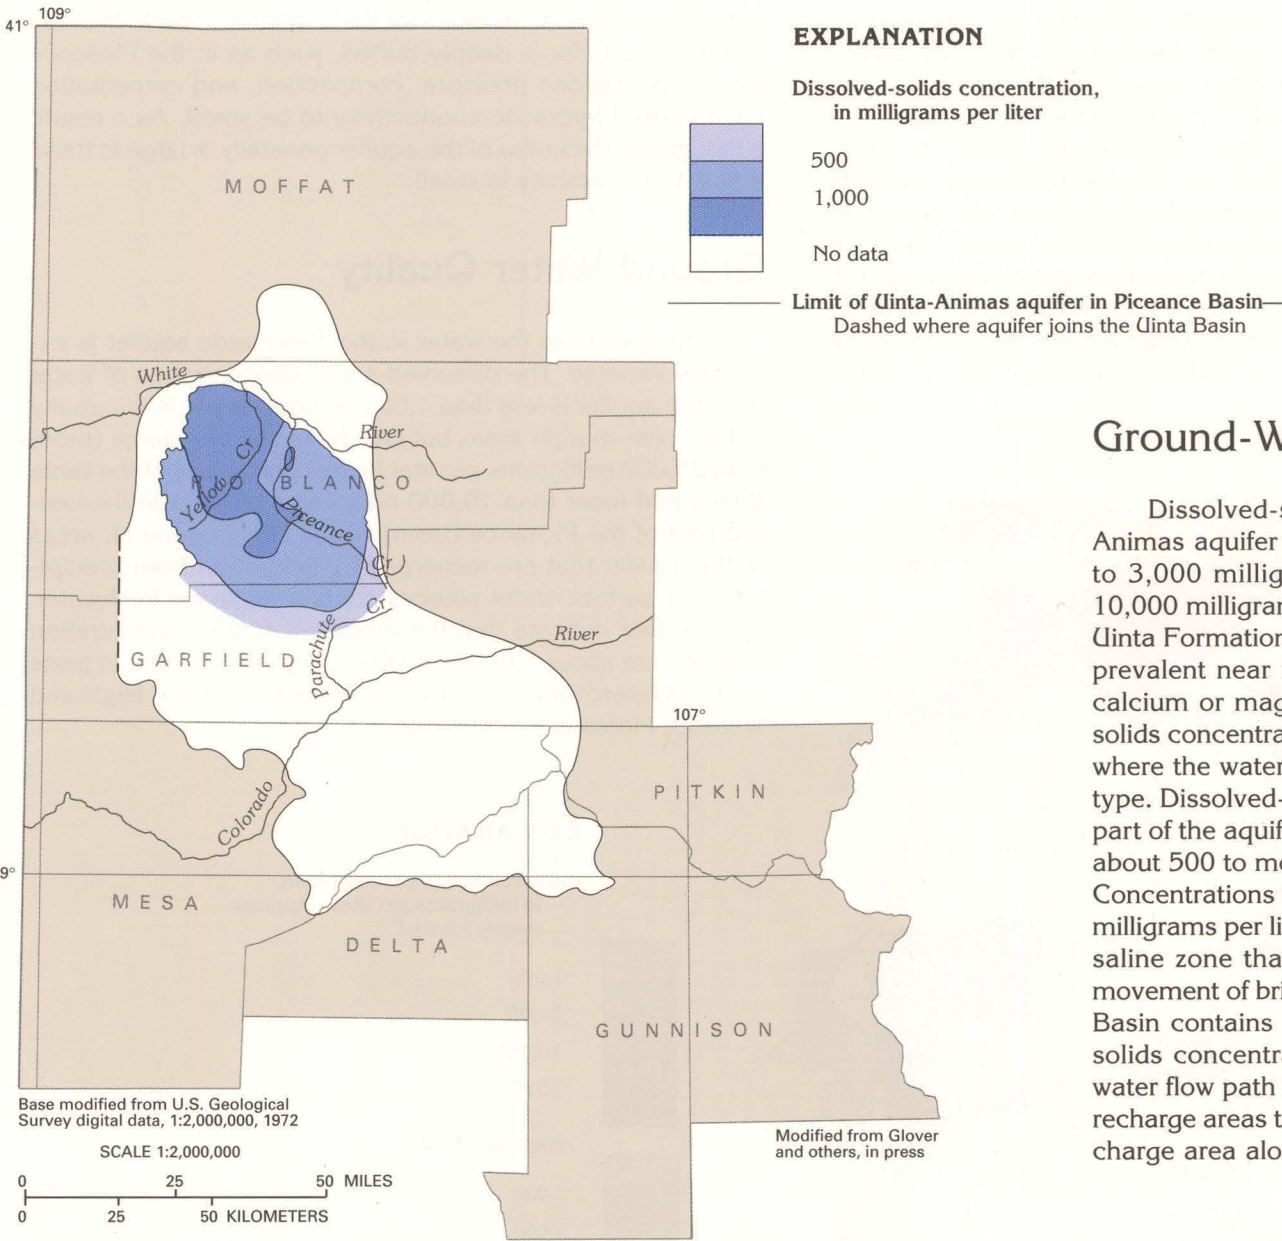 109°
41°
MOFFAT
White
River
Yellow
Cr
RIO BLANCO
Piceance
Cr
Cr.
Parachute
River
GARFIELD
107°
PITKIN
Colorado
9°
MESA
DELTA
GUNNISON
Base modified from U.S. Geological
Survey digital data, 1:2,000,000, 1972
SCALE 1:2,000,000
0 25 50 MILES
0 25 50 KILOMETERS
Modified from Glover
and others, in press
EXPLANATION
Dissolved-solids concentration,
in milligrams per liter
500
1,000
No data
Limit of Uinta-Animas aquifer in Piceance Basin—
Dashed where aquifer joins the Uinta Basin
Ground-W
Dissolved-s
Animas aquifer
to 3,000 millig
10,000 milligram
Uinta Formation
prevalent near
calcium or mag
solids concentra
where the water
type. Dissolved-
part of the aquif
about 500 to mo
Concentrations
milligrams per li
saline zone tha
movement of bri
Basin contains
solids concentra
water flow path
recharge areas t
charge area alo